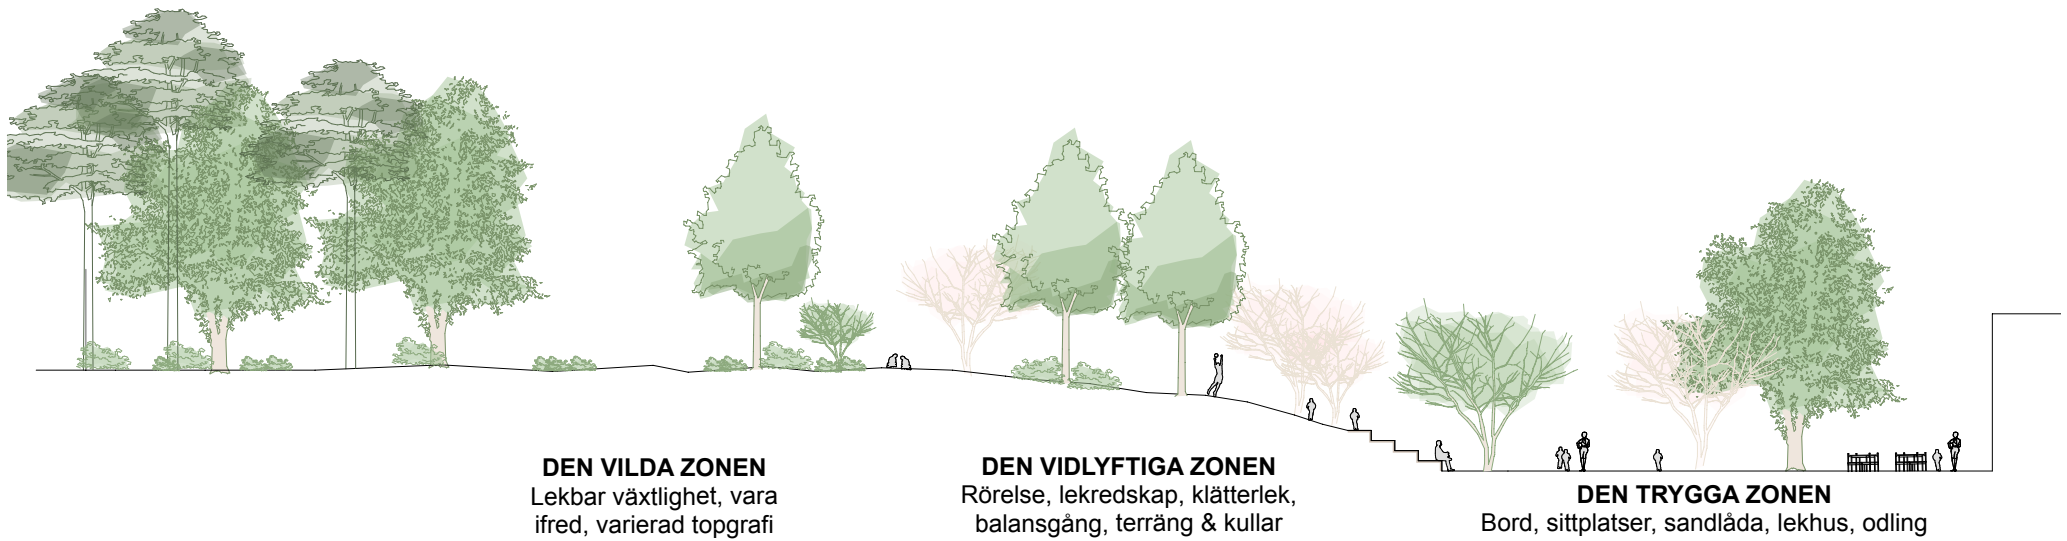 DEN VILDA ZONEN
Lekbar växtlighet, vara
ifred, varierad topografi
DEN VIDLYFTIGA ZONEN
Rörelse, lekredskap, klätterlek,
balansgång, terräng & kullar
DEN TRYGGA ZONEN
Bord, sittplatser, sandlåda, lekhus, odling